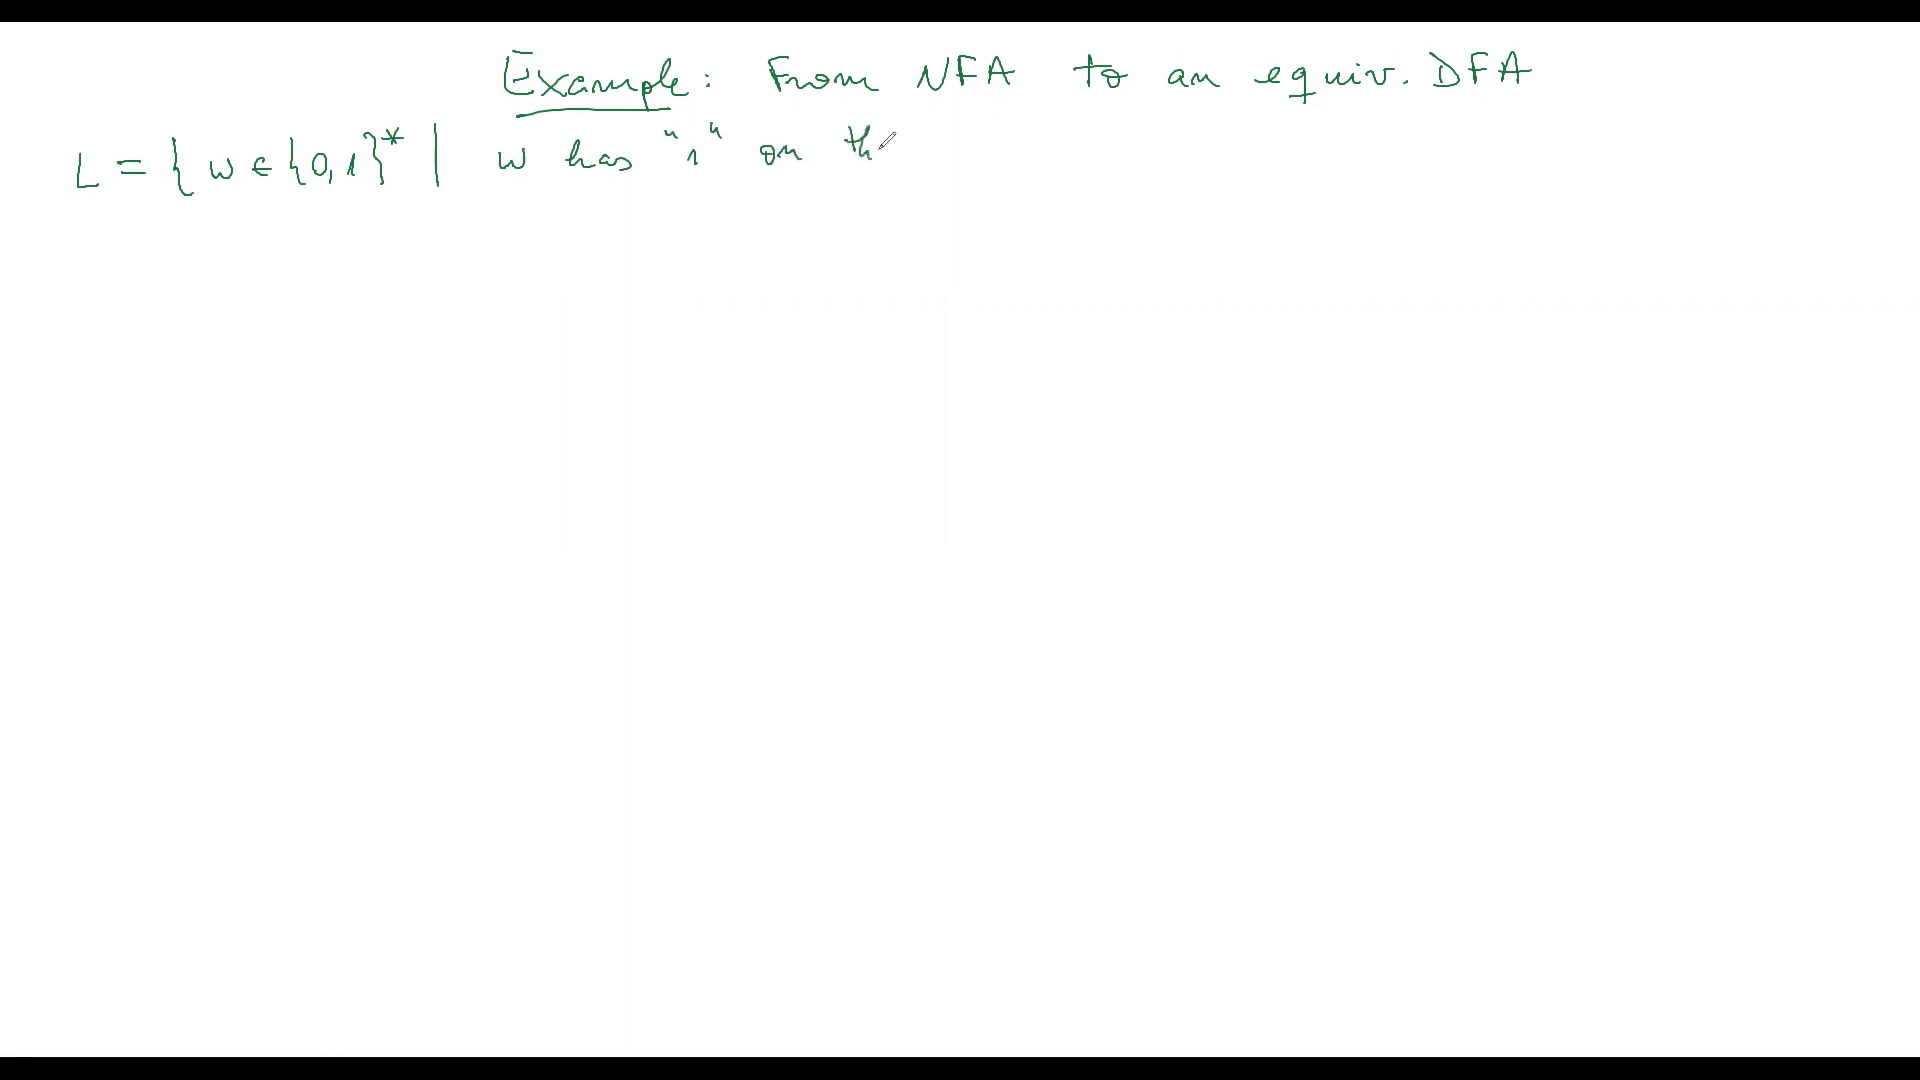 Example: From NFA to an equiv. DFA
L = { w ∈ {0,1}* | w has "1" on th